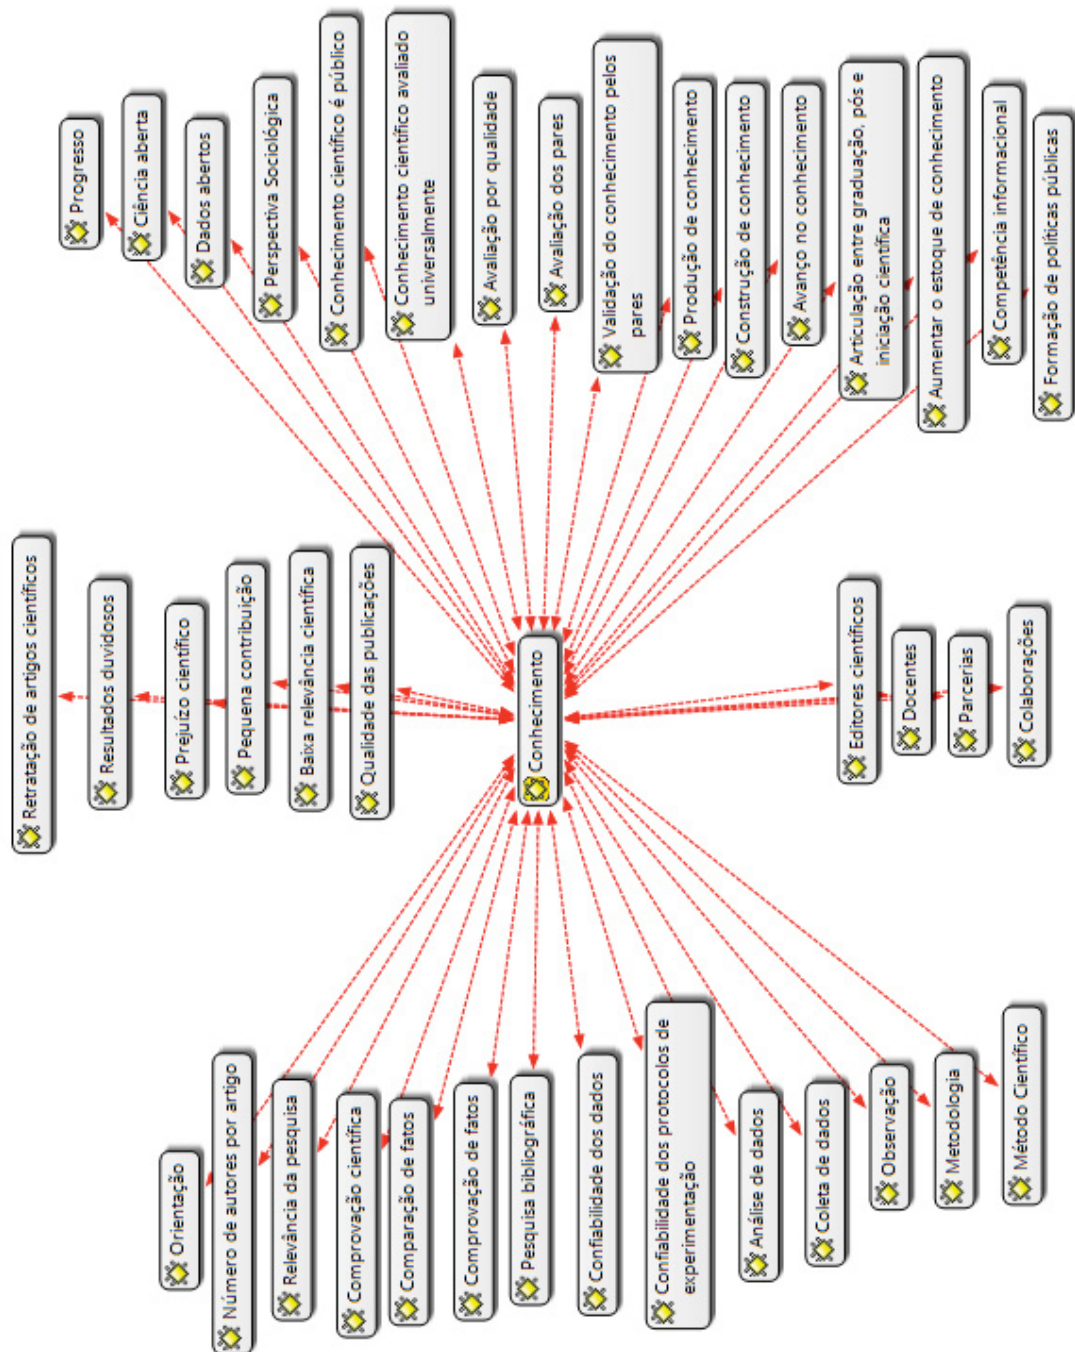 Progresso
Ciência aberta
Dados abertos
Perspectiva Sociológica
Conhecimento científico é público
Conhecimento científico avaliado
universalmente
Avaliação por qualidade
Avaliação dos pares
Validação do conhecimento pelos
pares
Produção de conhecimento
Construção de conhecimento
Avanço no conhecimento
Articulação entre graduação, pós e
iniciação científica
Aumentar o estoque de conhecimento
Competência informacional
Formação de políticas públicas
Retratação de artigos científicos
Resultados duvidosos
Prejuízo científico
Pequena contribuição
Baixa relevância científica
Qualidade das publicações
Conhecimento
Editores científicos
Docentes
Parcerias
Colaborações
Orientação
Número de autores por artigo
Relevância da pesquisa
Comprovação científica
Comparação de fatos
Comprovação de fatos
Pesquisa bibliográfica
Confiabilidade dos dados
Confiabilidade dos protocolos de
experimentação
Análise de dados
Coleta de dados
Observação
Metodologia
Método Científico